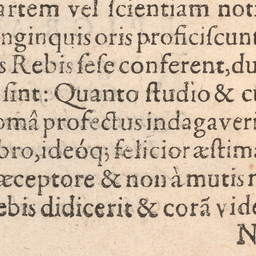 artem vel ſcientiam noti
nginquis oris proficiſcunt
s Rebis ſeſe conferent, du
ſint: Quanto ſtudio & cu
omâ profectus indagaveri
bro, ideóq; felicior æſtima
æceptore & non à mutis r
ebis didicerit & corã vide
N